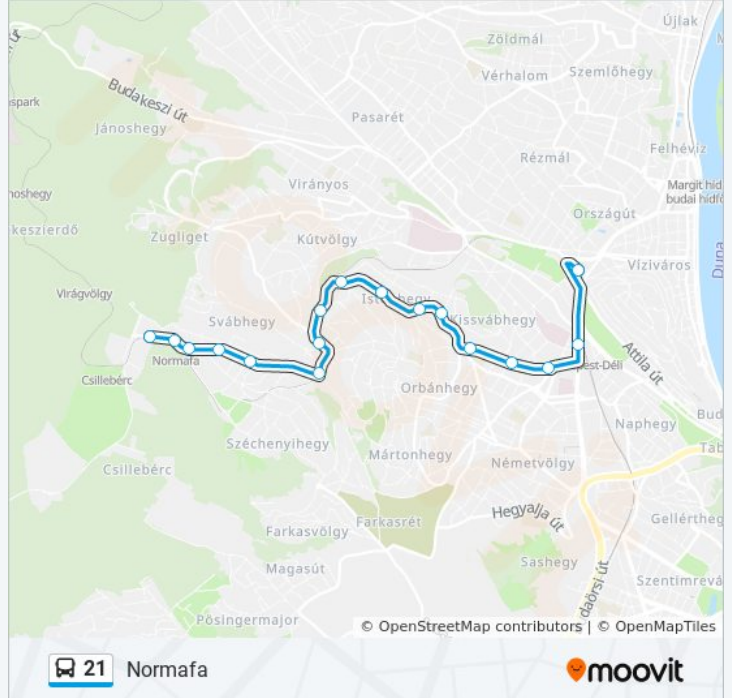 Újlak
Zöldmál
Vérhalom
Szemlőhegy
Budakeszi út
Pasarét
Jánoshegy
Felhévíz
Rézmál
Virányos
Margit híd
budai hídfő
Országút
Zugliget
Kútvölgy
Víziváros
Duna
Virágvölgy
Svábhegy
Kissvábhegy
Normafa
Csillebérc
Attila út
Orbánhegy
Naphegy
Széchenyihegy
Mártonhegy
Csillebérc
Németvölgy
Hegyalja út
Farkasrét
Farkasvölgy
Gellérthegy
Sashegy
Magasút
Pösingermajor
© OpenStreetMap contributors | © OpenMapTiles
21 Normafa
moovit